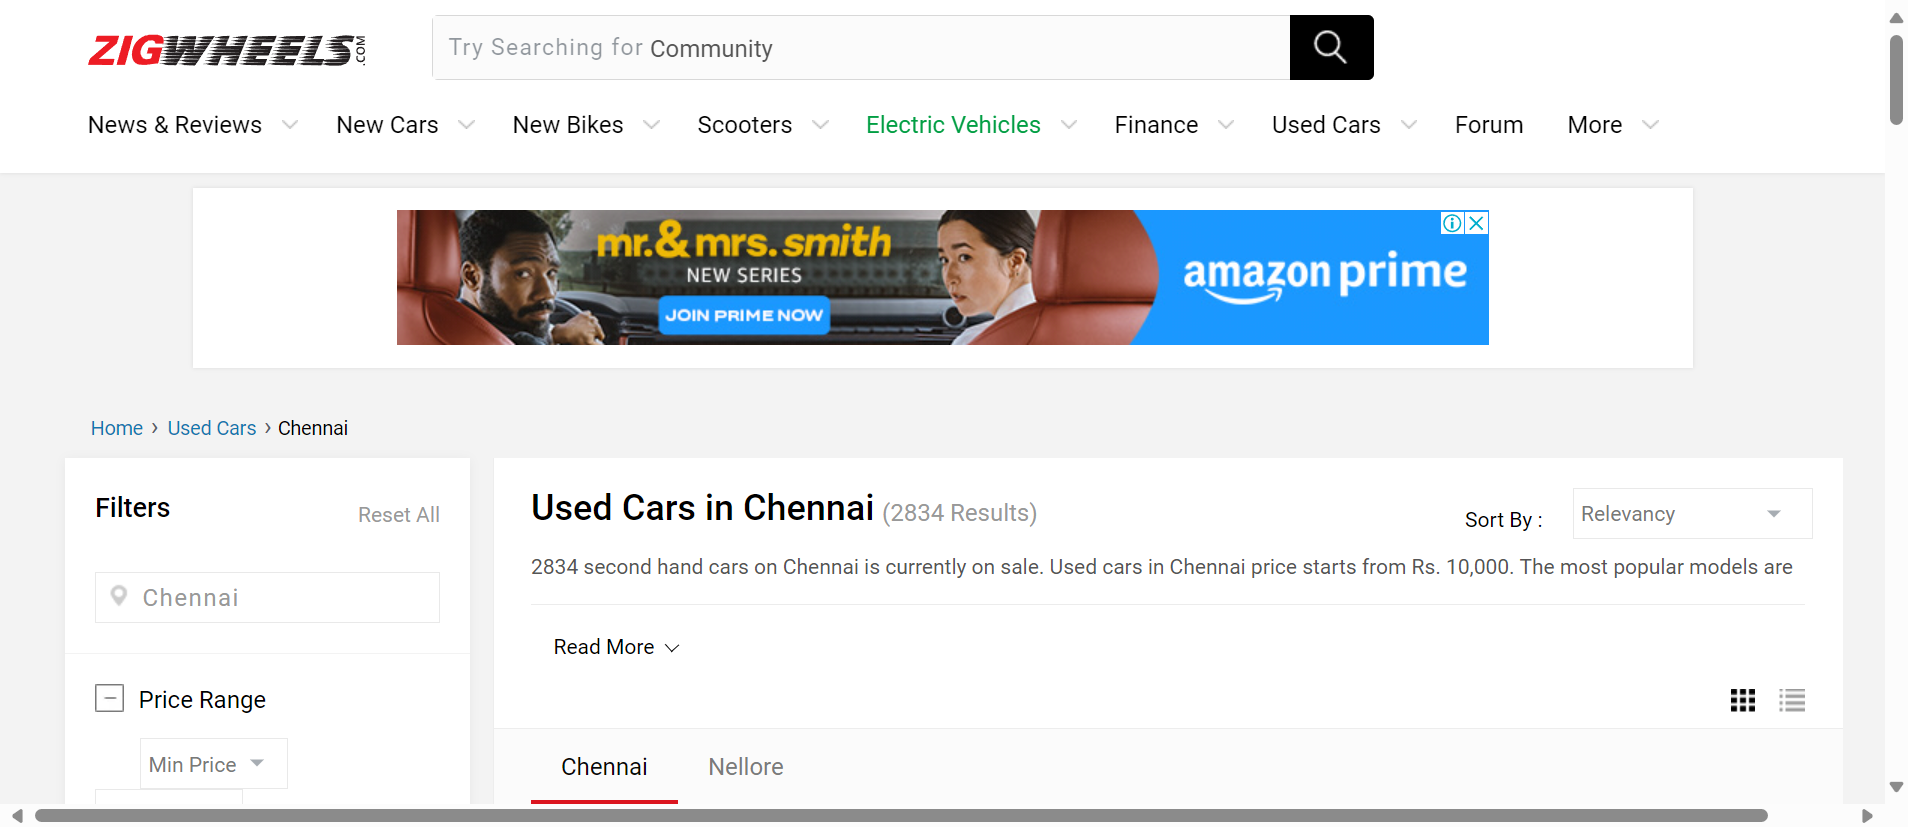 ZIGWHEELS.COM
Try Searching for Community
News & Reviews New Cars New Bikes Scooters Electric Vehicles Finance Used Cars Forum More
mr. & mrs. smith
NEW SERIES
JOIN PRIME NOW
amazon prime
Home › Used Cars › Chennai
Filters
Reset All
Chennai
Price Range
Min Price
Used Cars in Chennai (2834 Results)
Sort By : Relevancy
2834 second hand cars on Chennai is currently on sale. Used cars in Chennai price starts from Rs. 10,000. The most popular models are
Read More
Chennai Nellore